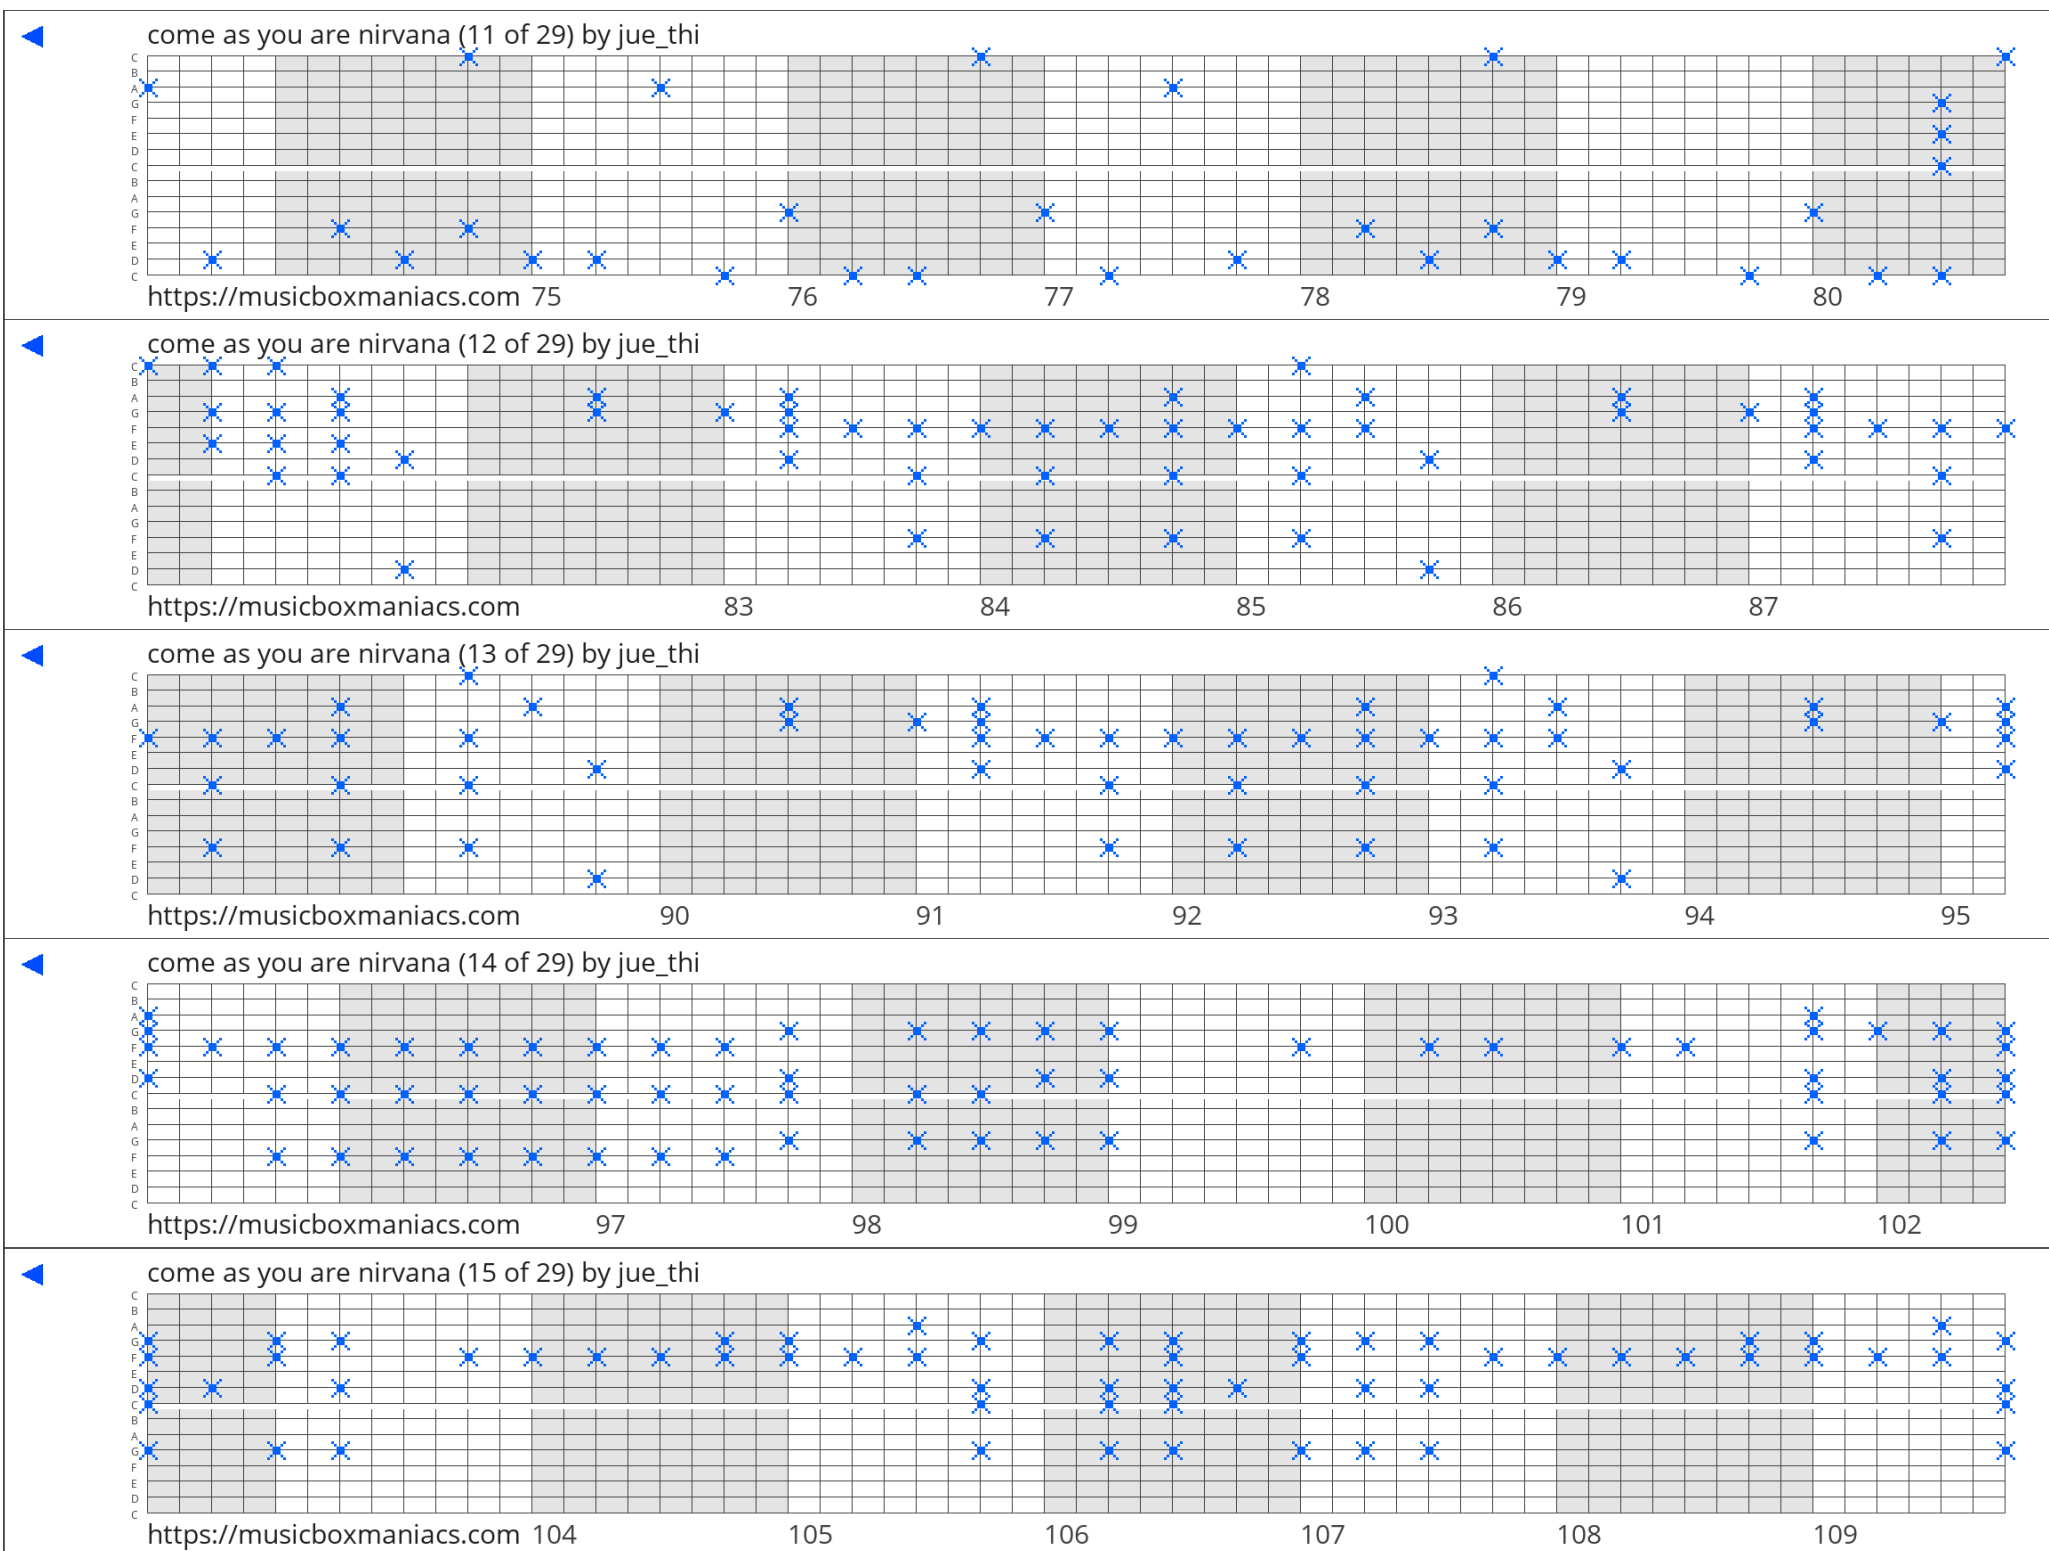 come as you are nirvana (11 of 29) by jue_thi
C
B
A
G
F
E
D
C
B
A
G
F
E
D
C
https://musicboxmaniacs.com 75 76 77 78 79 80
come as you are nirvana (12 of 29) by jue_thi
C
B
A
G
F
E
D
C
B
A
G
F
E
D
C
https://musicboxmaniacs.com 83 84 85 86 87
come as you are nirvana (13 of 29) by jue_thi
C
B
A
G
F
E
D
C
B
A
G
F
E
D
C
https://musicboxmaniacs.com 90 91 92 93 94 95
come as you are nirvana (14 of 29) by jue_thi
C
B
A
G
F
E
D
C
B
A
G
F
E
D
C
https://musicboxmaniacs.com 97 98 99 100 101 102
come as you are nirvana (15 of 29) by jue_thi
C
B
A
G
F
E
D
C
B
A
G
F
E
D
C
https://musicboxmaniacs.com 104 105 106 107 108 109